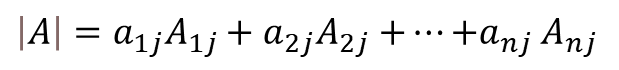 |A| = a₁ⱼA₁ⱼ + a₂ⱼA₂ⱼ + ⋯ + aₙⱼ Aₙⱼ